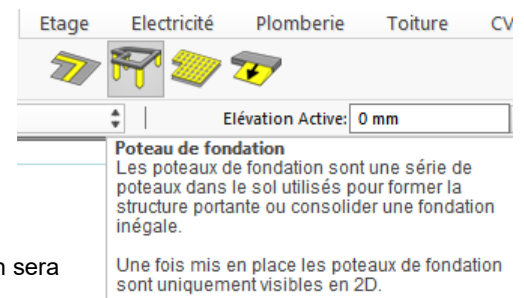 Etage Electricité Plomberie Toiture CV
Elévation Active: 0 mm
Poteau de fondation
Les poteaux de fondation sont une série de
poteaux dans le sol utilisés pour former la
structure portante ou consolider une fondation
inégale.
n sera
Une fois mis en place les poteaux de fondation
sont uniquement visibles en 2D.